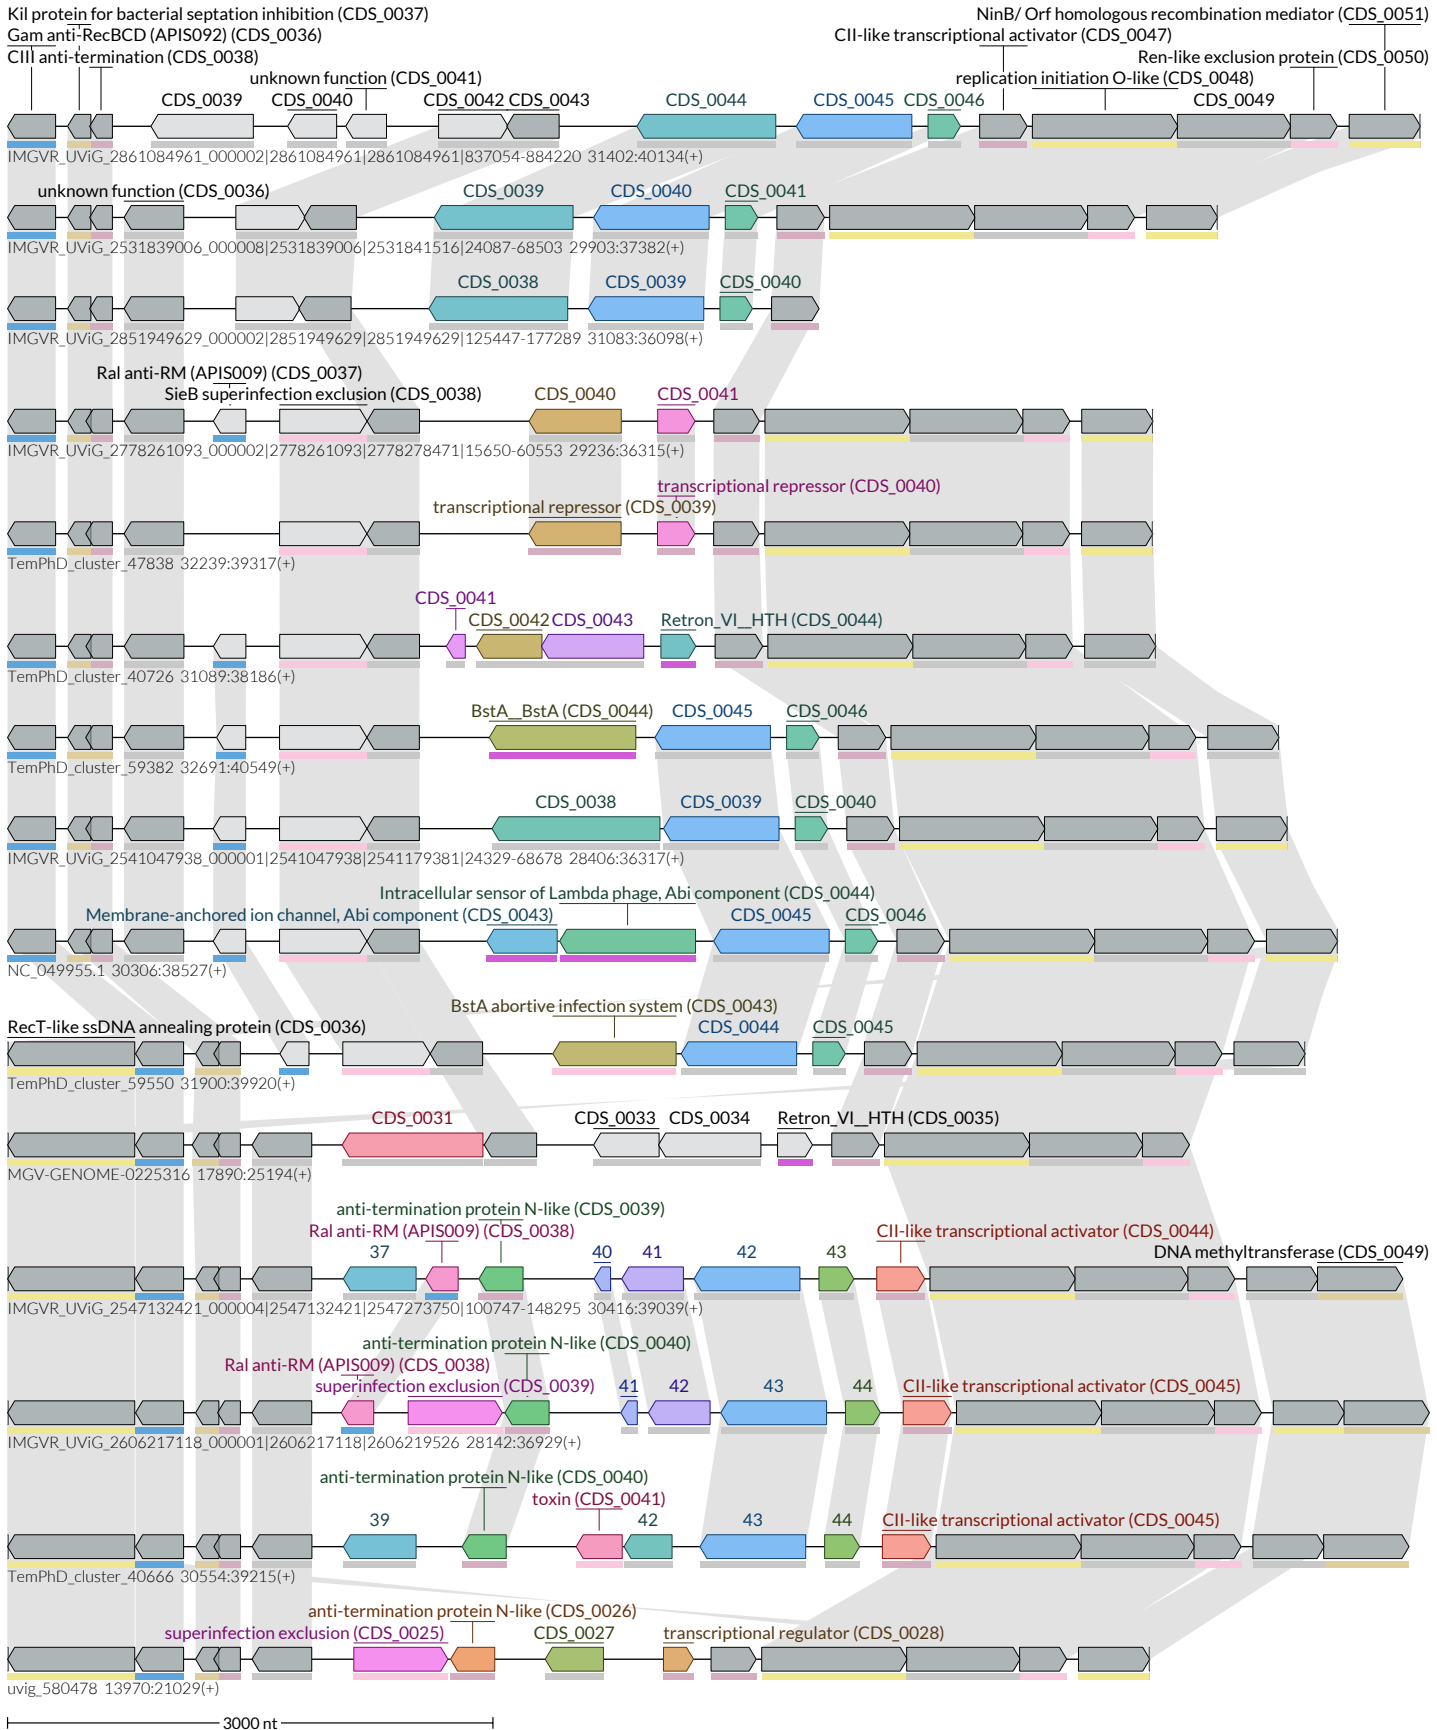 Kil protein for bacterial septation inhibition (CDS_0037)
NinB/ Orf homologous recombination mediator (CDS_0051)
Gam anti-RecBCD (APIS092) (CDS_0036)
CII-like transcriptional activator (CDS_0047)
CIII anti-termination (CDS_0038)
Ren-like exclusion protein (CDS_0050)
unknown function (CDS_0041)
replication initiation O-like (CDS_0048)
CDS_0039 CDS_0040 CDS_0042 CDS_0043 CDS_0044 CDS_0045 CDS_0046 CDS_0049
IMGVR_UViG_2861084961_000002|2861084961|2861084961|837054-884220 31402:40134(+)
unknown function (CDS_0036) CDS_0039 CDS_0040 CDS_0041
IMGVR_UViG_2531839006_000008|2531839006|2531841516|24087-68503 29903:37382(+)
CDS_0038 CDS_0039 CDS_0040
IMGVR_UViG_2851949629_000002|2851949629|2851949629|125447-177289 31083:36098(+)
Ral anti-RM (APIS009) (CDS_0037)
SieB superinfection exclusion (CDS_0038) CDS_0040 CDS_0041
IMGVR_UViG_2778261093_000002|2778261093|2778278471|15650-60553 29236:36315(+)
transcriptional repressor (CDS_0040)
transcriptional repressor (CDS_0039)
TemPhD_cluster_47838 32239:39317(+)
CDS_0041
CDS_0042 CDS_0043 Retron_VI__HTH (CDS_0044)
TemPhD_cluster_40726 31089:38186(+)
BstA__BstA (CDS_0044) CDS_0045 CDS_0046
TemPhD_cluster_59382 32691:40549(+)
CDS_0038 CDS_0039 CDS_0040
IMGVR_UViG_2541047938_000001|2541047938|2541179381|24329-68678 28406:36317(+)
Intracellular sensor of Lambda phage, Abi component (CDS_0044)
Membrane-anchored ion channel, Abi component (CDS_0043) CDS_0045 CDS_0046
NC_049955.1 30306:38527(+)
BstA abortive infection system (CDS_0043)
RecT-like ssDNA annealing protein (CDS_0036) CDS_0044 CDS_0045
TemPhD_cluster_59550 31900:39920(+)
CDS_0031 CDS_0033 CDS_0034 Retron_VI__HTH (CDS_0035)
MGV-GENOME-0225316 17890:25194(+)
anti-termination protein N-like (CDS_0039)
Ral anti-RM (APIS009) (CDS_0038) CII-like transcriptional activator (CDS_0044)
37 40 41 42 43 DNA methyltransferase (CDS_0049)
IMGVR_UViG_2547132421_000004|2547132421|2547273750|100747-148295 30416:39039(+)
anti-termination protein N-like (CDS_0040)
Ral anti-RM (APIS009) (CDS_0038)
superinfection exclusion (CDS_0039) 41 42 43 44 CII-like transcriptional activator (CDS_0045)
IMGVR_UViG_2606217118_000001|2606217118|2606219526 28142:36929(+)
anti-termination protein N-like (CDS_0040)
toxin (CDS_0041)
39 42 43 44 CII-like transcriptional activator (CDS_0045)
TemPhD_cluster_40666 30554:39215(+)
anti-termination protein N-like (CDS_0026)
superinfection exclusion (CDS_0025) CDS_0027 transcriptional regulator (CDS_0028)
uvig_580478 13970:21029(+)
3000 nt